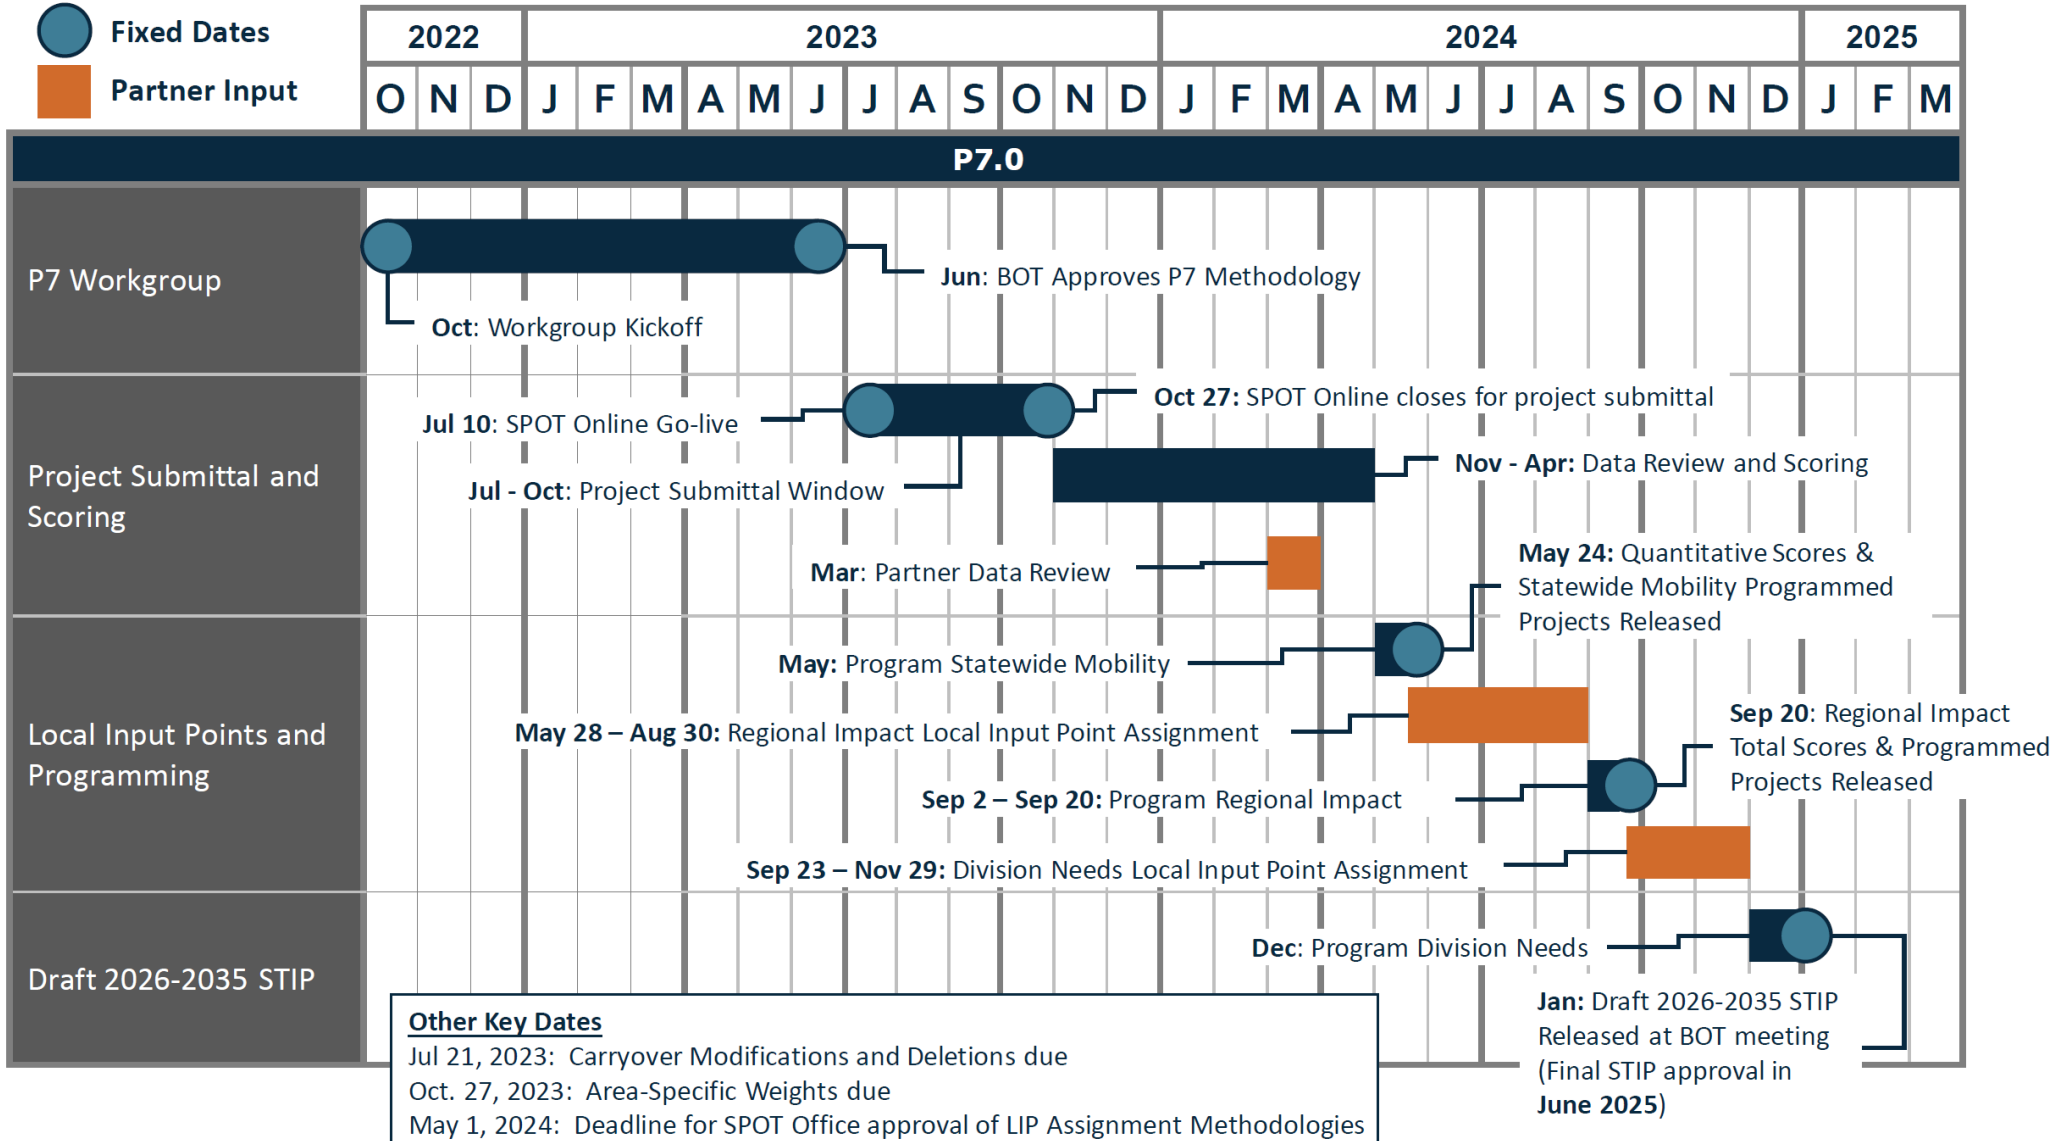 Fixed Dates
Partner Input
2022 2023 2024 2025
O N D J F M A M J J A S O N D J F M A M J J A S O N D J F M
P7.0
P7 Workgroup
Jun: BOT Approves P7 Methodology
Oct: Workgroup Kickoff
Project Submittal and
Scoring
Oct 27: SPOT Online closes for project submittal
Jul 10: SPOT Online Go-live
Nov - Apr: Data Review and Scoring
Jul - Oct: Project Submittal Window
Mar: Partner Data Review
Local Input Points and
Programming
May 24: Quantitative Scores &
Statewide Mobility Programmed
Projects Released
May: Program Statewide Mobility
May 28 – Aug 30: Regional Impact Local Input Point Assignment
Sep 20: Regional Impact
Total Scores & Programmed
Projects Released
Sep 2 – Sep 20: Program Regional Impact
Sep 23 – Nov 29: Division Needs Local Input Point Assignment
Draft 2026-2035 STIP
Dec: Program Division Needs
Jan: Draft 2026-2035 STIP
Released at BOT meeting
(Final STIP approval in
June 2025)
Other Key Dates
Jul 21, 2023: Carryover Modifications and Deletions due
Oct. 27, 2023: Area-Specific Weights due
May 1, 2024: Deadline for SPOT Office approval of LIP Assignment Methodologies